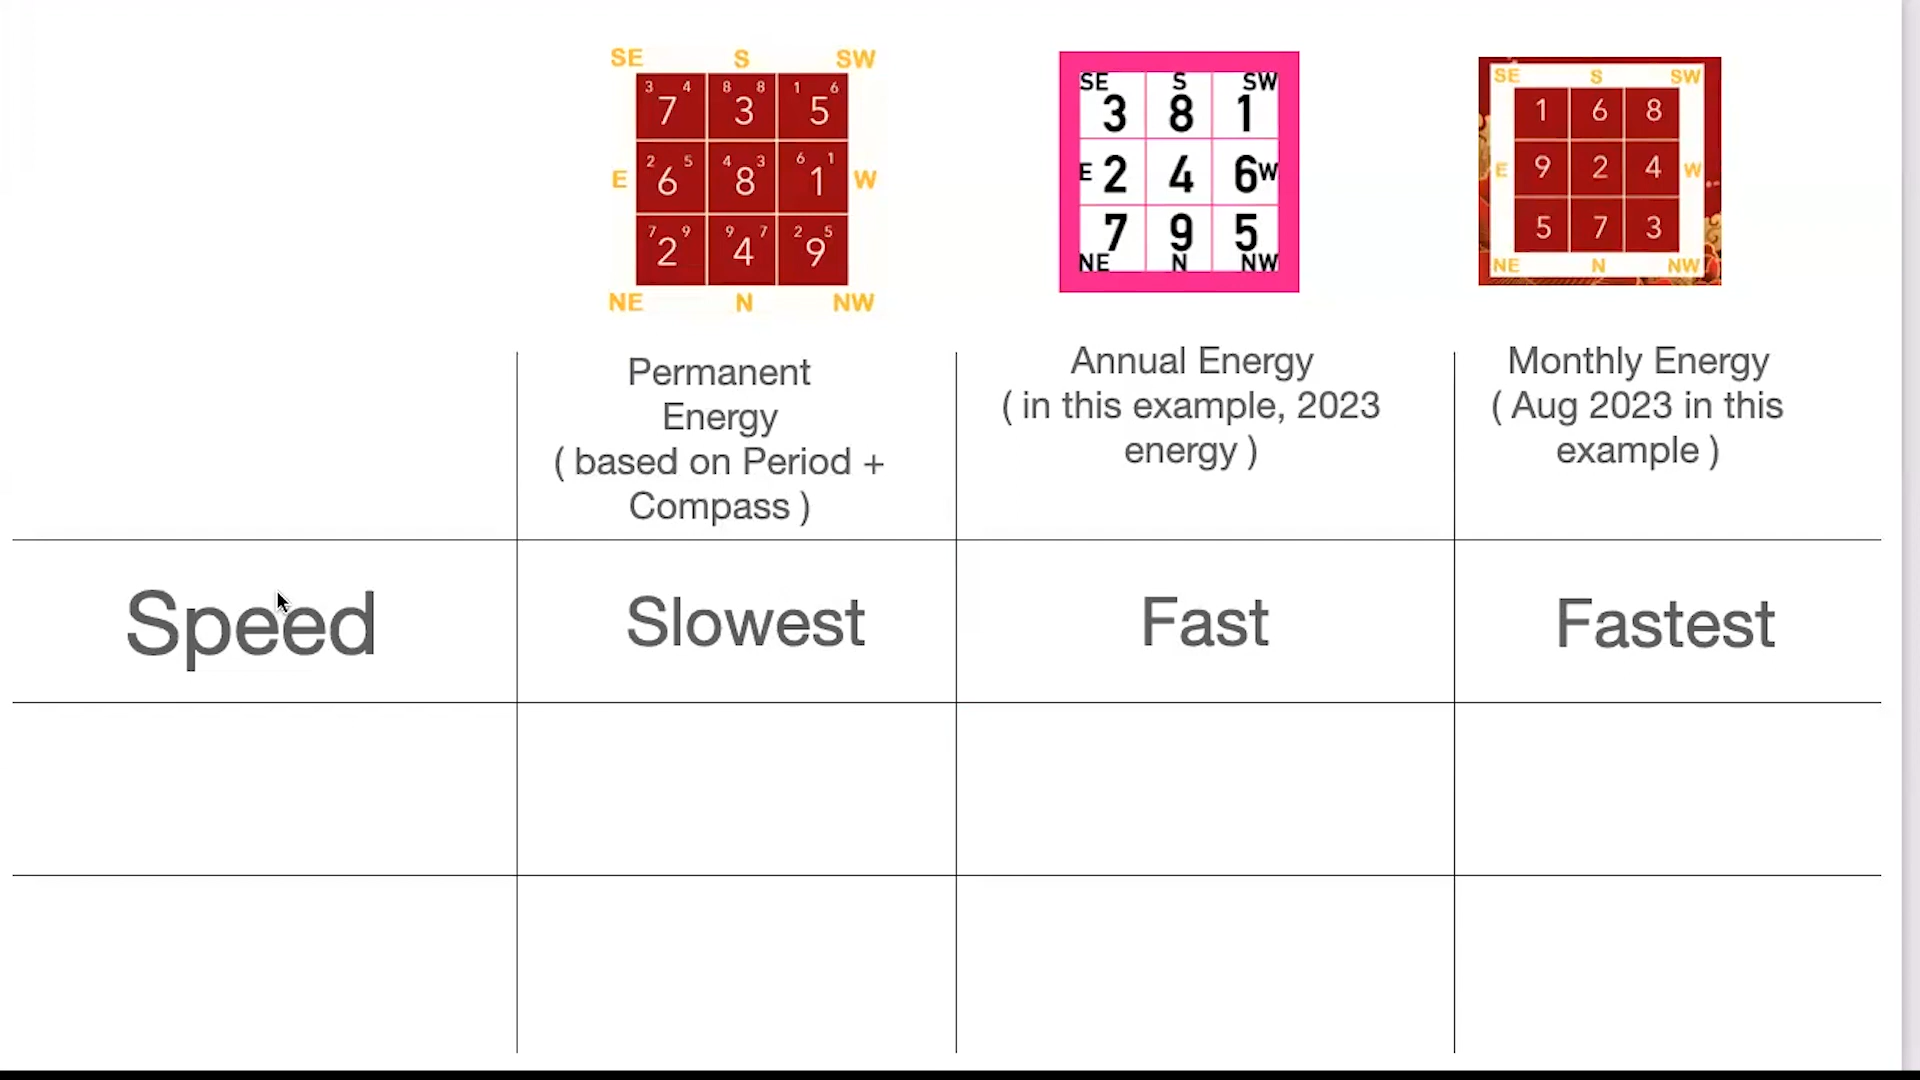 SE S SW
3 4 8 8 1 6
7 3 5
E 2 5 4 3 6 1 W
6 8 1
7 9 9 7 2 5
2 4 9
NE N NW
SE S SW
3 8 1
E 2 4 6 W
7 9 5
NE N NW
SE S SW
1 6 8
E 9 2 4 W
5 7 3
NE N NW
Permanent
Energy
( based on Period +
Compass )
Annual Energy
( in this example, 2023
energy )
Monthly Energy
( Aug 2023 in this
example )
Speed Slowest Fast Fastest